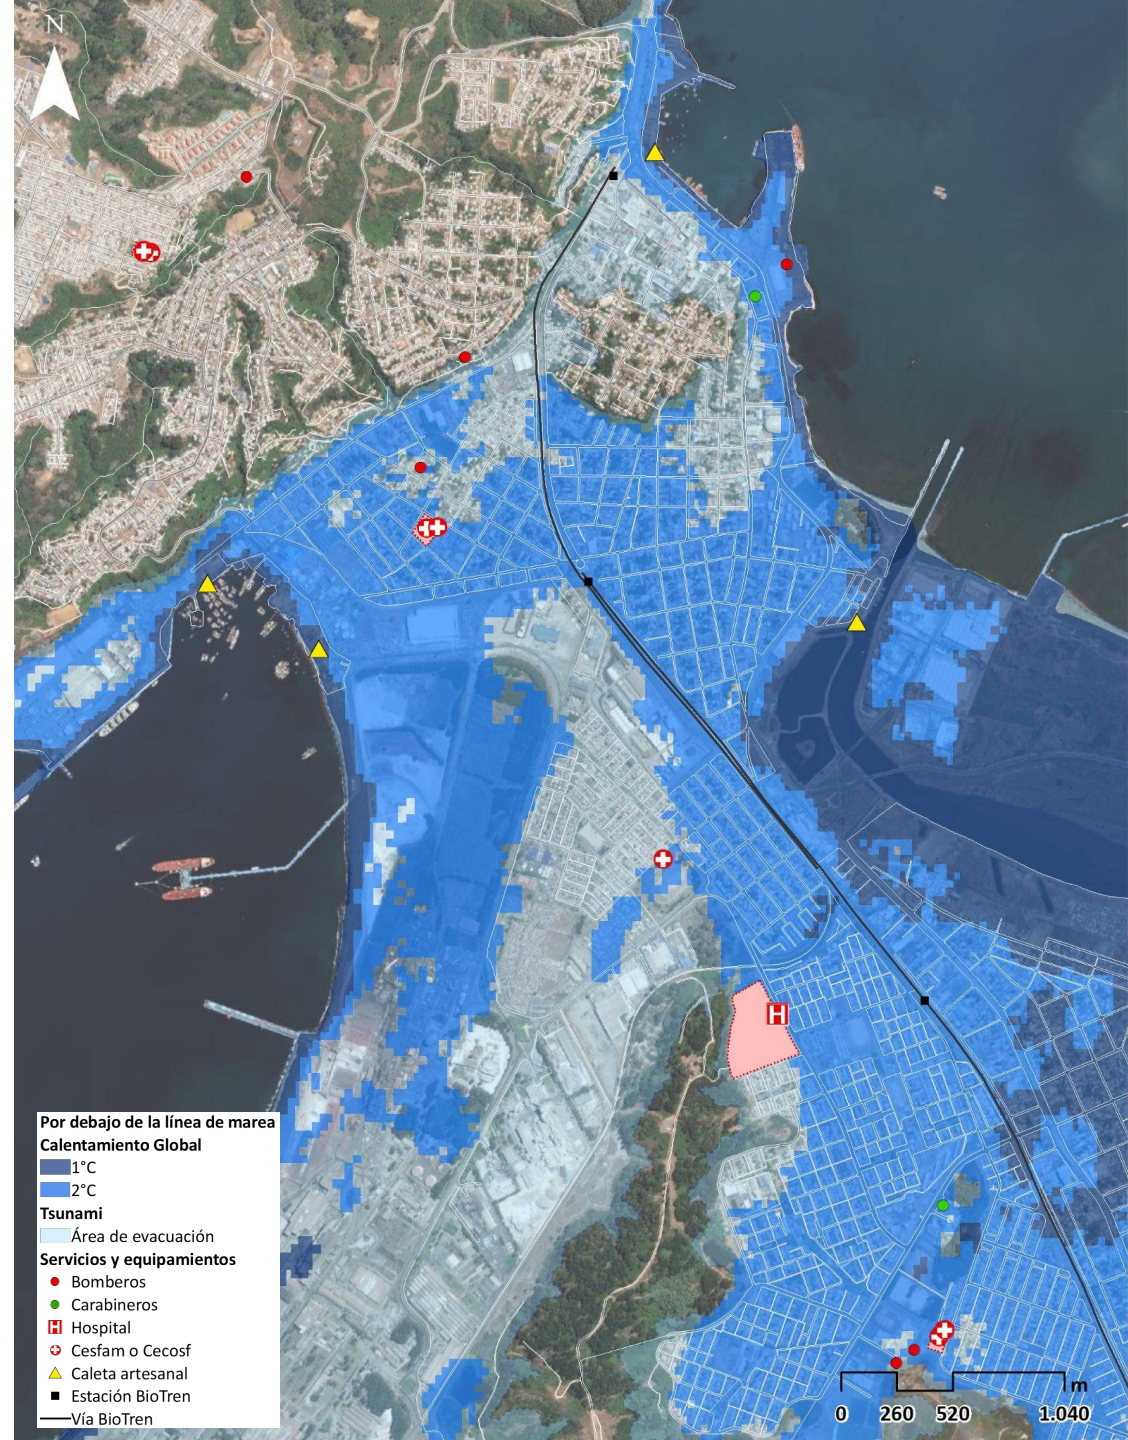 N
Por debajo de la línea de marea
Calentamiento Global
1°C
2°C
Tsunami
Área de evacuación
Servicios y equipamientos
Bomberos
Carabineros
H Hospital
Cesfam o Cecosf
Caleta artesanal
Estación BioTren
Vía BioTren
H
m
0 260 520 1.040